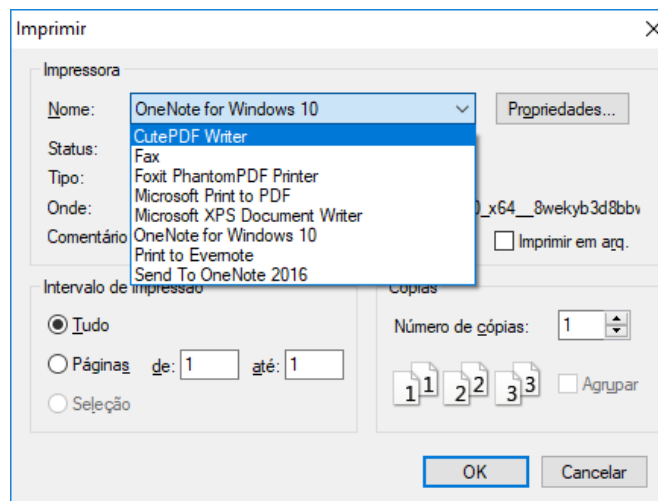 Imprimir
Impressora
Nome: OneNote for Windows 10 Propriedades...
CutePDF Writer
Status: Fax
Tipo: Foxit PhantomPDF Printer
Microsoft Print to PDF
Onde: Microsoft XPS Document Writer 0_x64__8wekyb3d8bbw
Comentário OneNote for Windows 10 Imprimir em arq.
Print to Evernote
Send To OneNote 2016
Intervalo de impressão Cópias
Tudo Número de cópias: 1
Páginas de: 1 até: 1
Seleção
1 1 2 2 3 3 Agrupar
OK Cancelar